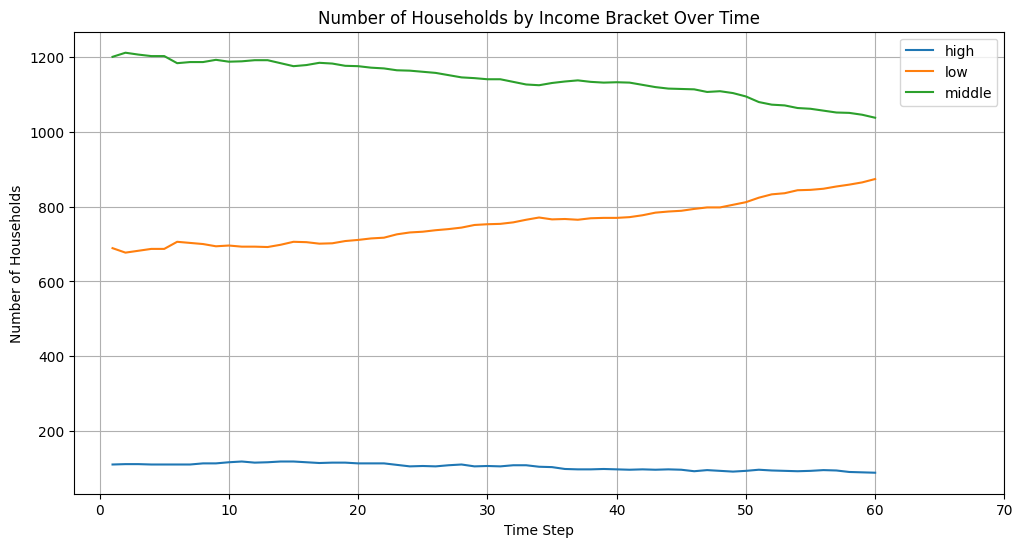 Number of Households by Income Bracket Over Time
high
low
middle
1200
1000
800
600
400
200
Number of Households
0 10 20 30 40 50 60 70
Time Step